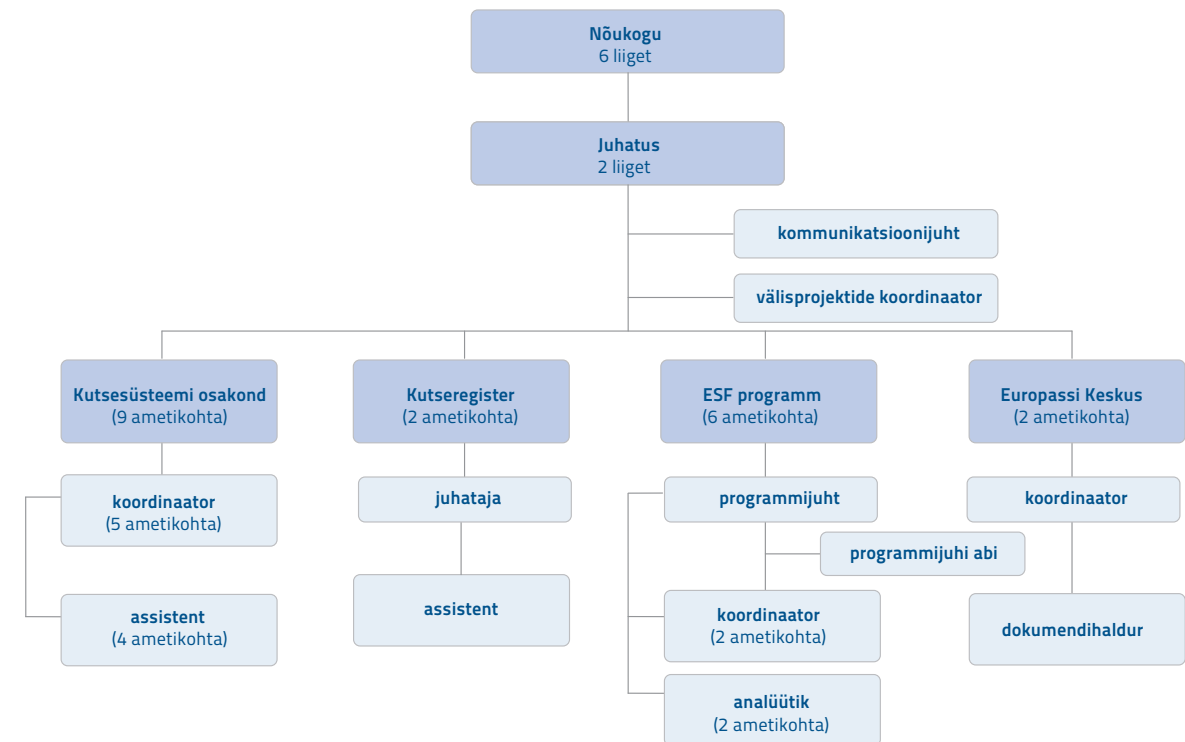 Nõukogu
6 liiget
Juhatus
2 liiget
kommunikatsioonijuht
välisprojektide koordinaator
Kutsesüsteemi osakond
(9 ametikohta)
koordinaator
(5 ametikohta)
assistent
(4 ametikohta)
Kutseregister
(2 ametikohta)
juhataja
assistent
ESF programm
(6 ametikohta)
programmijuht
programmijuhi abi
koordinaator
(2 ametikohta)
analüütik
(2 ametikohta)
Europassi Keskus
(2 ametikohta)
koordinaator
dokumendihaldur